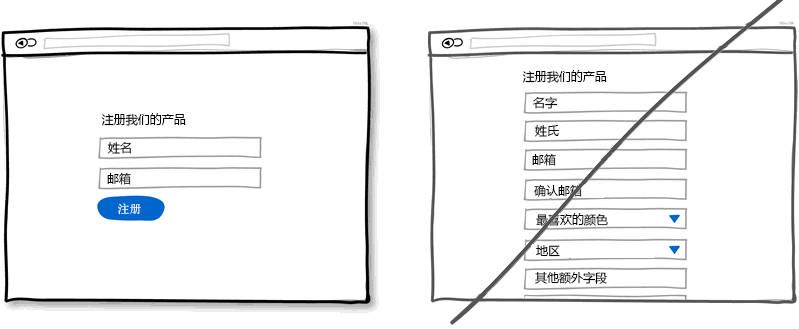 注册我们的产品
姓名
邮箱
注册
注册我们的产品
名字
姓氏
邮箱
确认邮箱
最喜欢的颜色
地区
其他额外字段